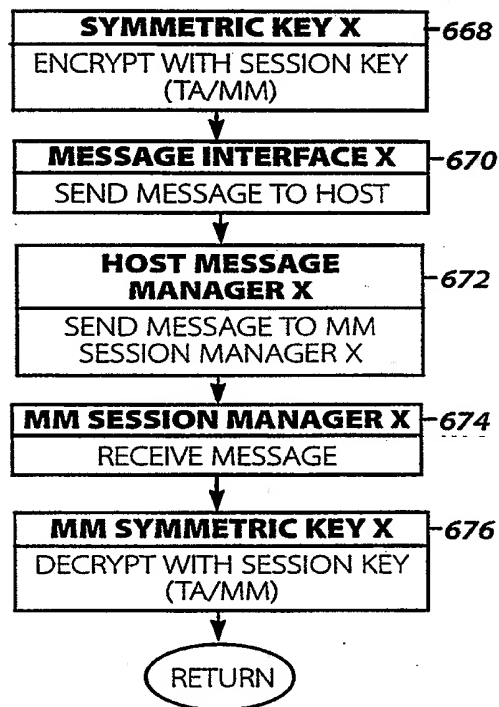 SYMMETRIC KEY X
668
ENCRYPT WITH SESSION KEY
(TA/MM)
MESSAGE INTERFACE X
670
SEND MESSAGE TO HOST
HOST MESSAGE
MANAGER X
672
SEND MESSAGE TO MM
SESSION MANAGER X
MM SESSION MANAGER X
674
RECEIVE MESSAGE
MM SYMMETRIC KEY X
676
DECRYPT WITH SESSION KEY
(TA/MM)
RETURN